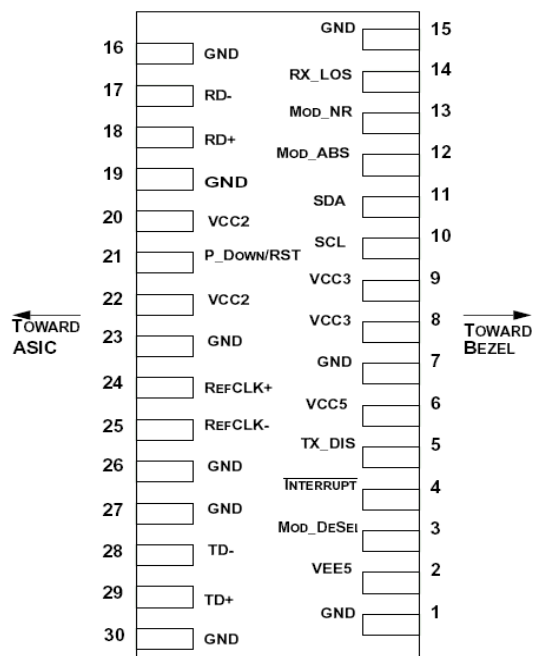 15 GND
16 GND
14 RX_LOS
17 RD-
13 MOD_NR
18 RD+
12 MOD_ABS
19 GND
11 SDA
20 VCC2
10 SCL
21 P_DOWN/RST
9 VCC3
22 VCC2
8 VCC3
TOWARD ASIC
TOWARD BEZEL
23 GND
7 GND
24 REFCLK+
6 VCC5
25 REFCLK-
5 TX_DIS
26 GND
4 INTERRUPT
27 GND
3 MOD_DESEL
28 TD-
2 VEE5
29 TD+
1 GND
30 GND